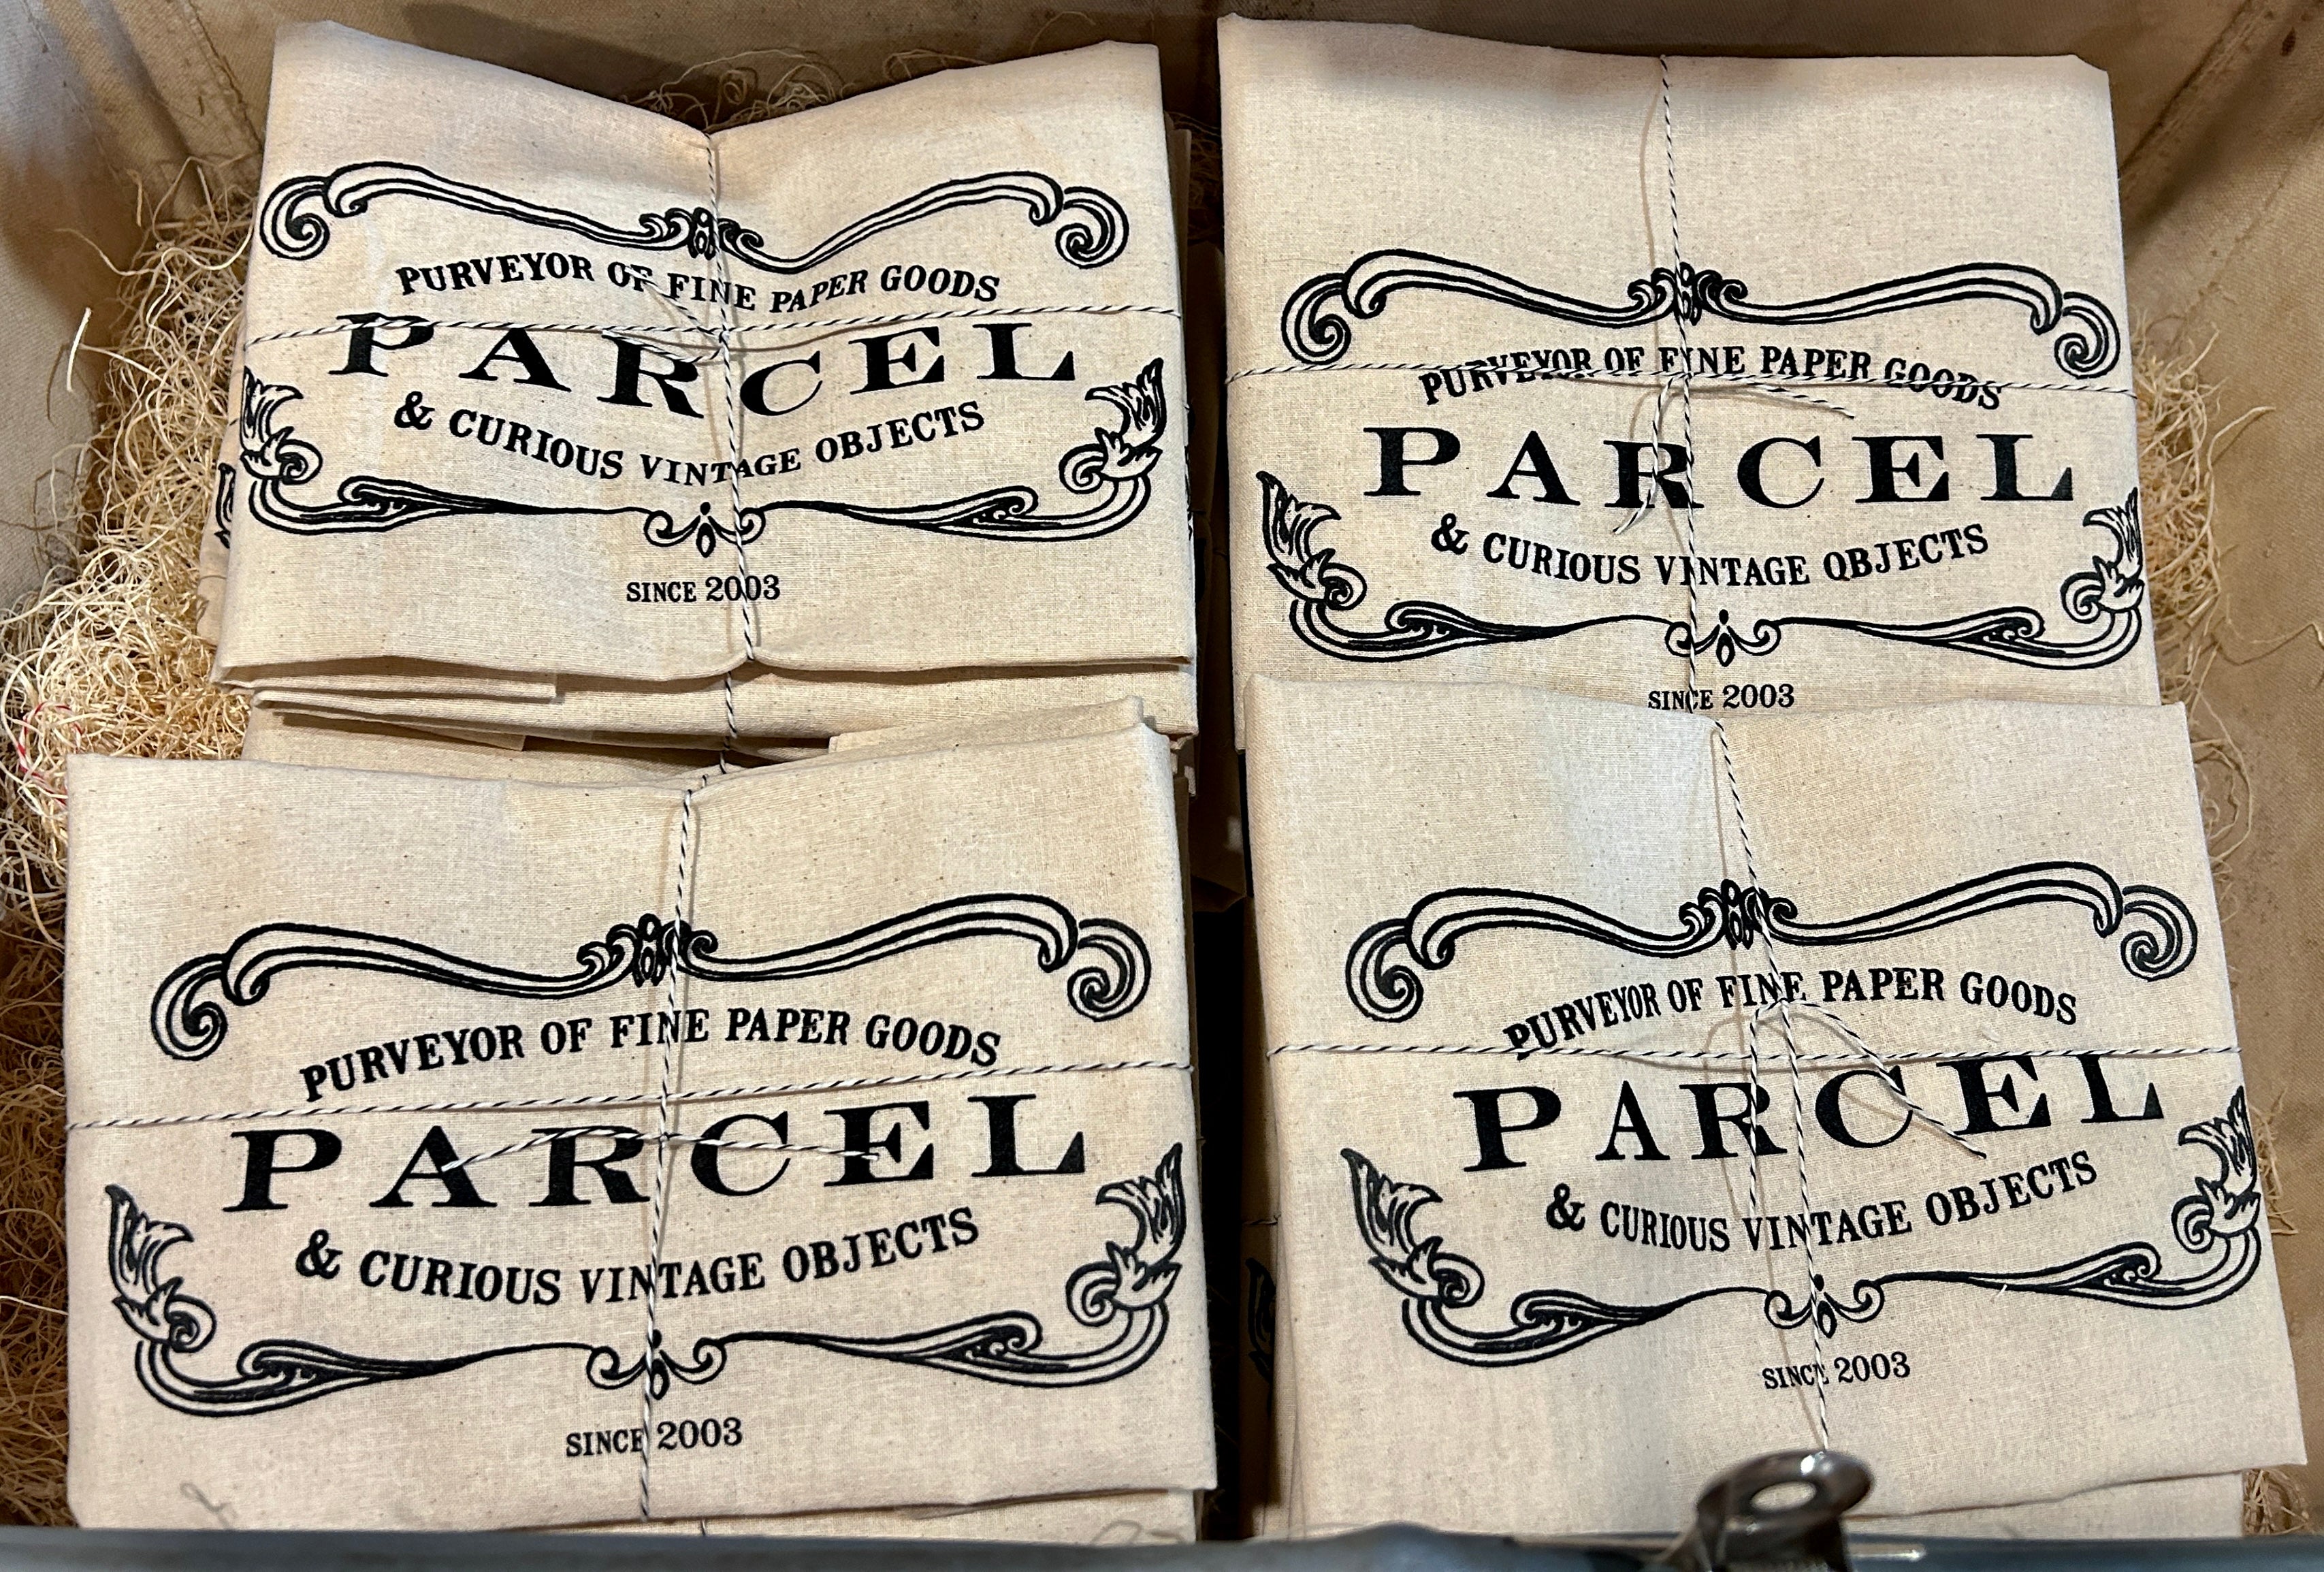 PURVEYOR OF FINE PAPER GOODS
PARCEL
& CURIOUS VINTAGE OBJECTS
SINCE 2003
PURVEYOR OF FINE PAPER GOODS
PARCEL
& CURIOUS VINTAGE OBJECTS
SINCE 2003
PURVEYOR OF FINE PAPER GOODS
PARCEL
& CURIOUS VINTAGE OBJECTS
SINCE 2003
PURVEYOR OF FINE PAPER GOODS
PARCEL
& CURIOUS VINTAGE OBJECTS
SINCE 2003